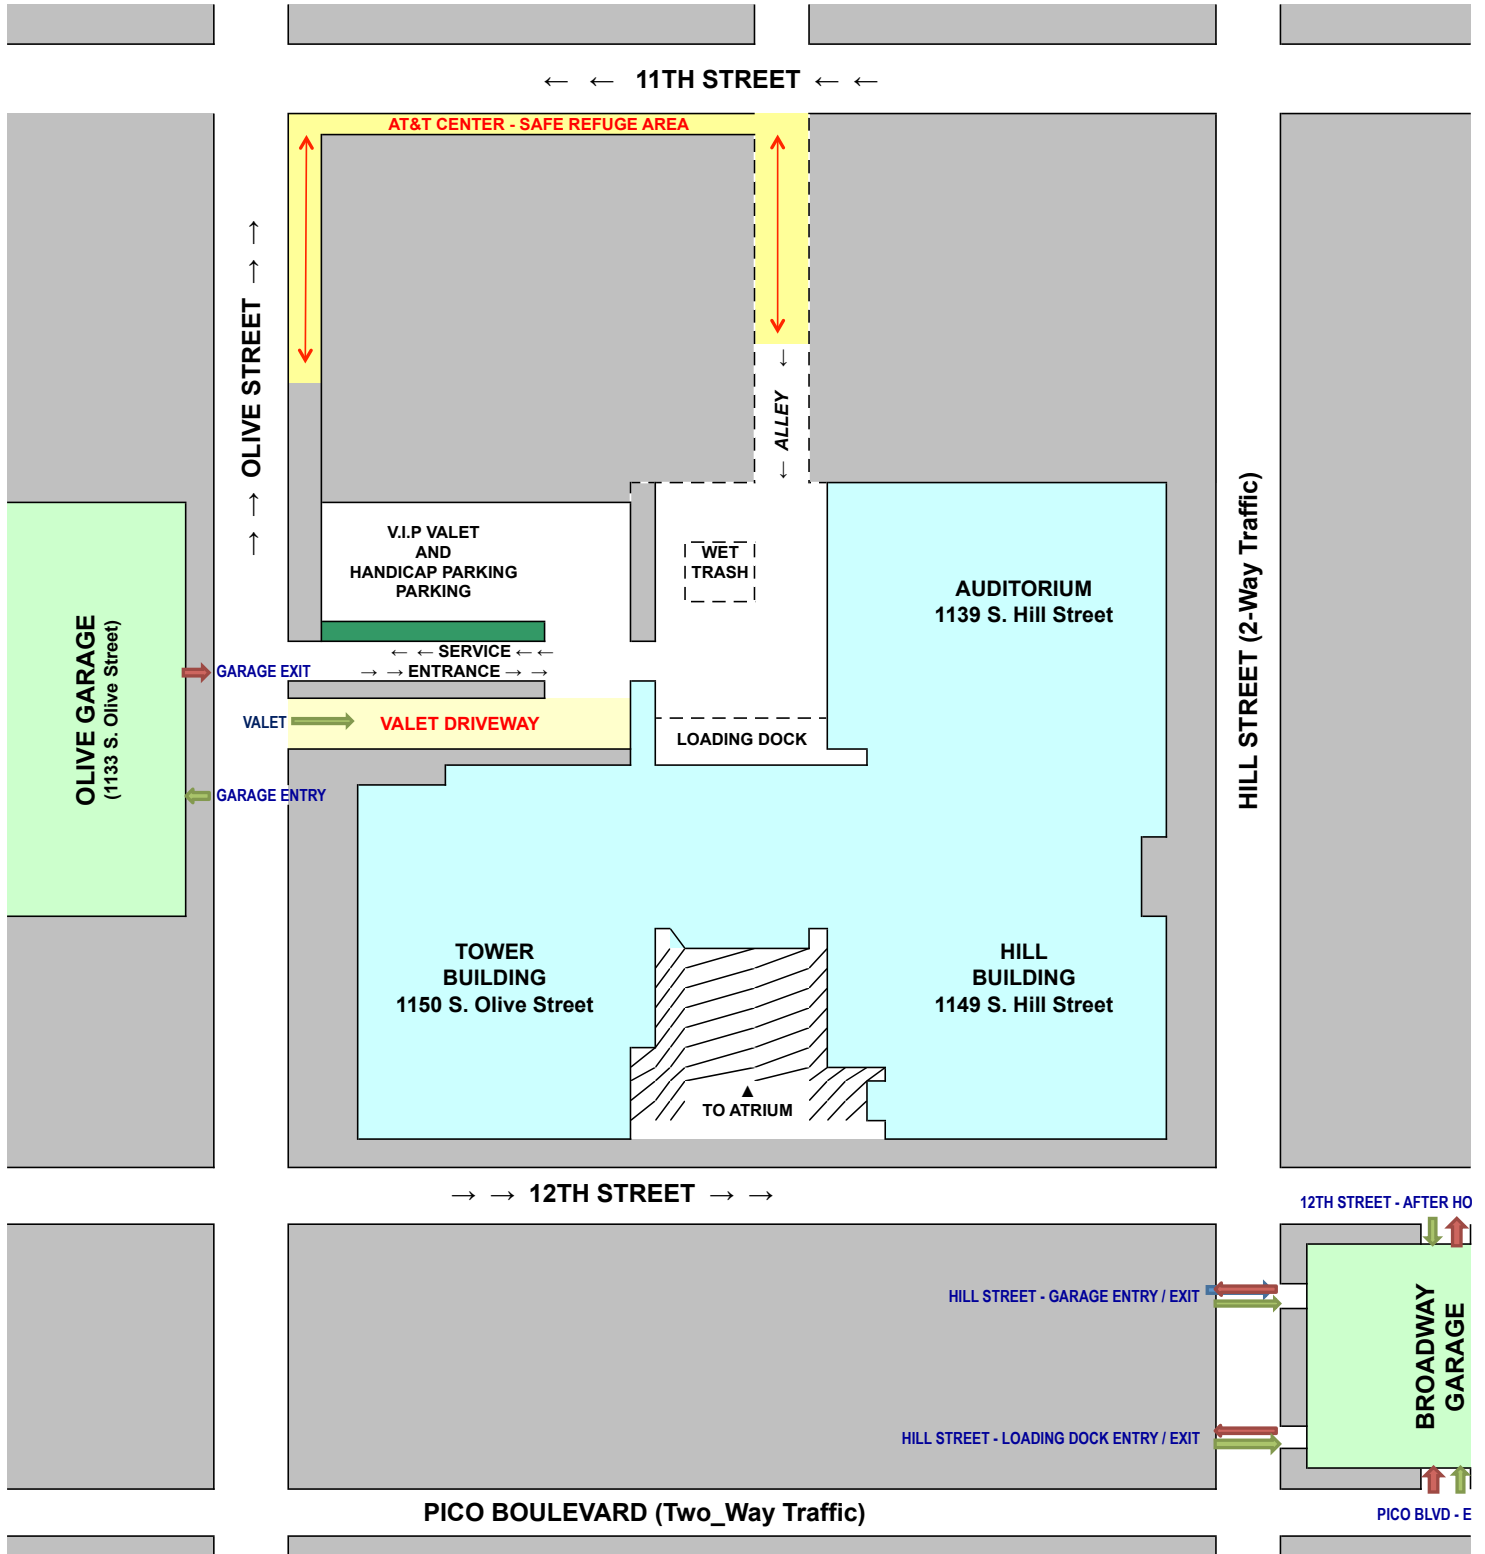 ← ← 11TH STREET ← ←
AT&T CENTER - SAFE REFUGE AREA
→ → OLIVE STREET → →
← ALLEY ←
HILL STREET (2-Way Traffic)
V.I.P VALET
AND
HANDICAP PARKING
PARKING
WET
TRASH
AUDITORIUM
1139 S. Hill Street
← ← SERVICE ← ←
→ → ENTRANCE → →
OLIVE GARAGE
(1133 S. Olive Street)
GARAGE EXIT
VALET
VALET DRIVEWAY
LOADING DOCK
GARAGE ENTRY
TOWER
BUILDING
1150 S. Olive Street
HILL
BUILDING
1149 S. Hill Street
▲
TO ATRIUM
→ → 12TH STREET → →
12TH STREET - AFTER HO
HILL STREET - GARAGE ENTRY / EXIT
BROADWAY
GARAGE
HILL STREET - LOADING DOCK ENTRY / EXIT
PICO BOULEVARD (Two_Way Traffic)
PICO BLVD - E